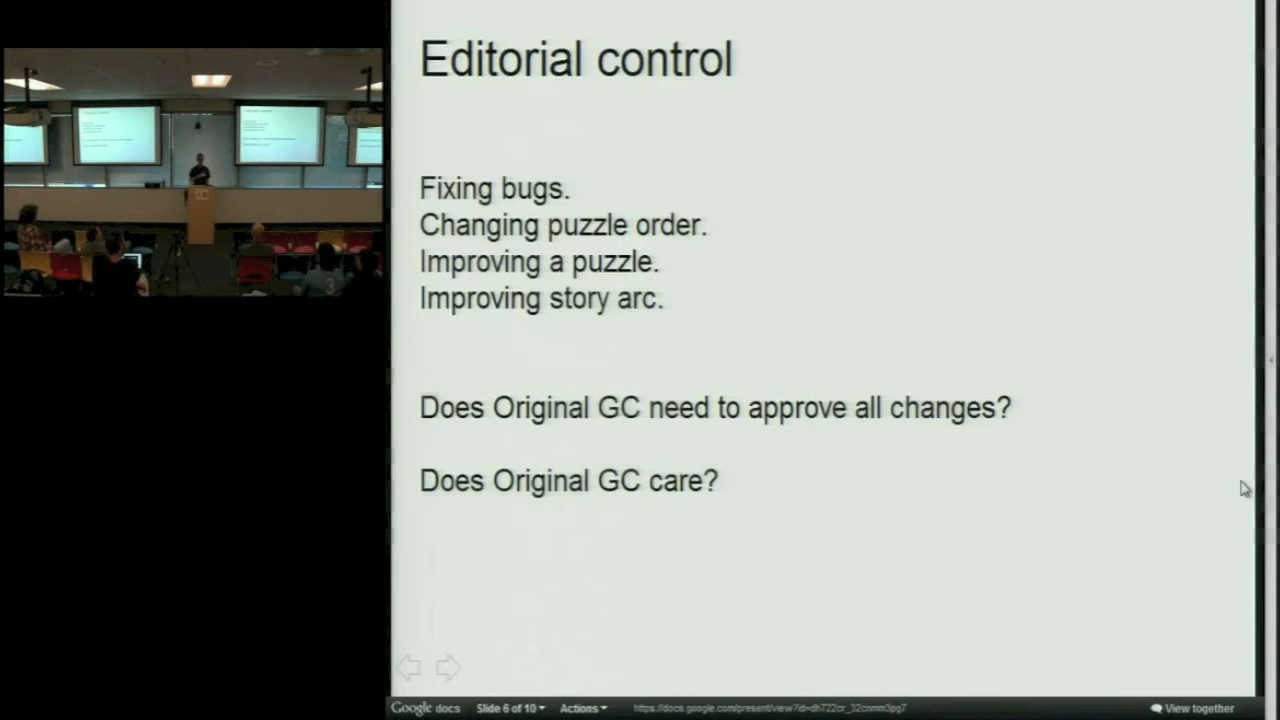 Editorial control
Fixing bugs.
Changing puzzle order.
Improving a puzzle.
Improving story arc.
Does Original GC need to approve all changes?
Does Original GC care?
Google docs
Slide 6 of 10
Actions
https://docs.google.com/present/view?id=dh722cr_32cnmm3pg7
View together